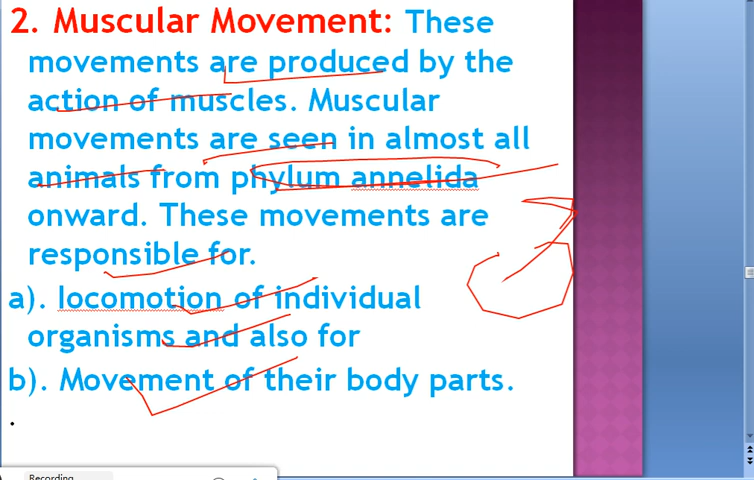 2. Muscular Movement: These
movements are produced by the
action of muscles. Muscular
movements are seen in almost all
animals from phylum annelida
onward. These movements are
responsible for.
a). locomotion of individual
organisms and also for
b). Movement of their body parts.
.
Recording